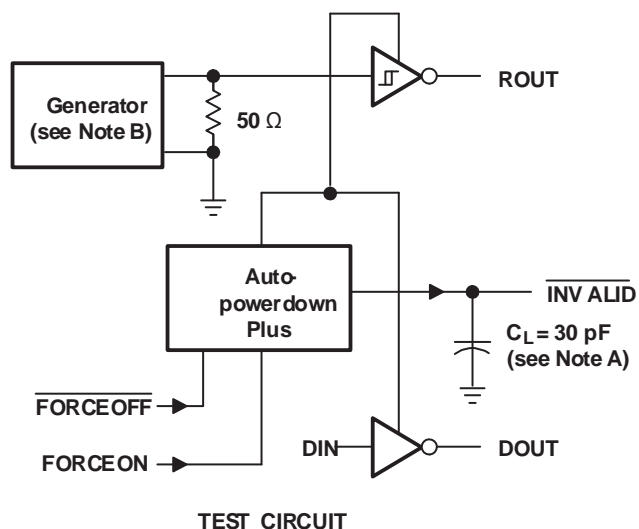 ROUT
Generator
(see Note B)
50 Ω
Auto-
powerdown
Plus
INVALID
CL = 30 pF
(see Note A)
FORCEOFF
FORCEON
DIN
DOUT
TEST CIRCUIT